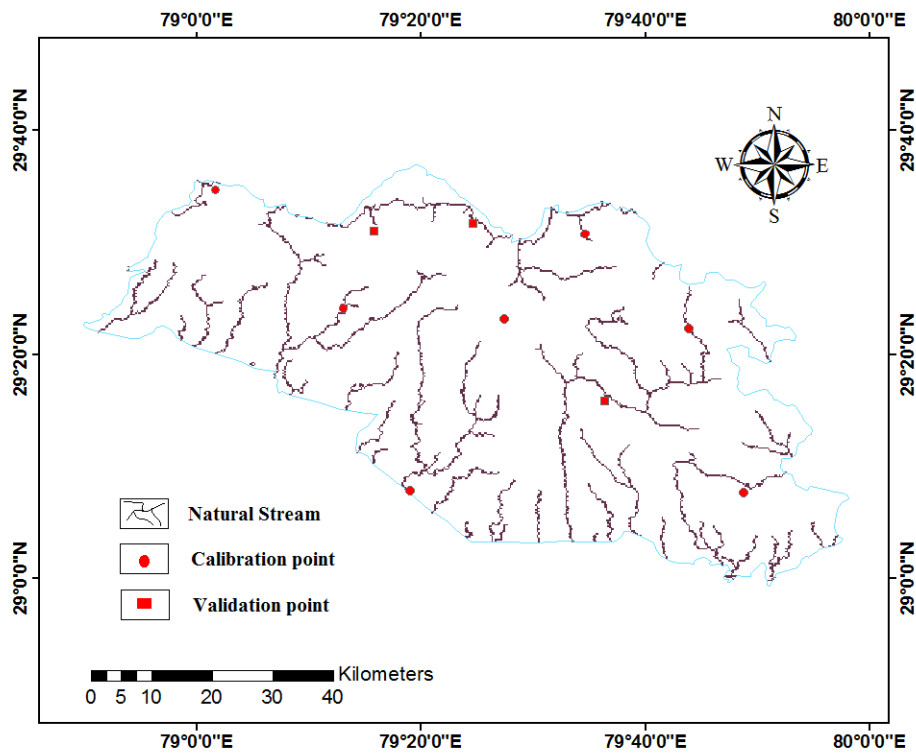 79°0'0"E 79°20'0"E 79°40'0"E 80°0'0"E
29°40'0"N 29°40'0"N
N
W E
S
29°20'0"N 29°20'0"N
Natural Stream
Calibration point
29°0'0"N 29°0'0"N
Validation point
Kilometers
0 5 10 20 30 40
79°0'0"E 79°20'0"E 79°40'0"E 80°0'0"E